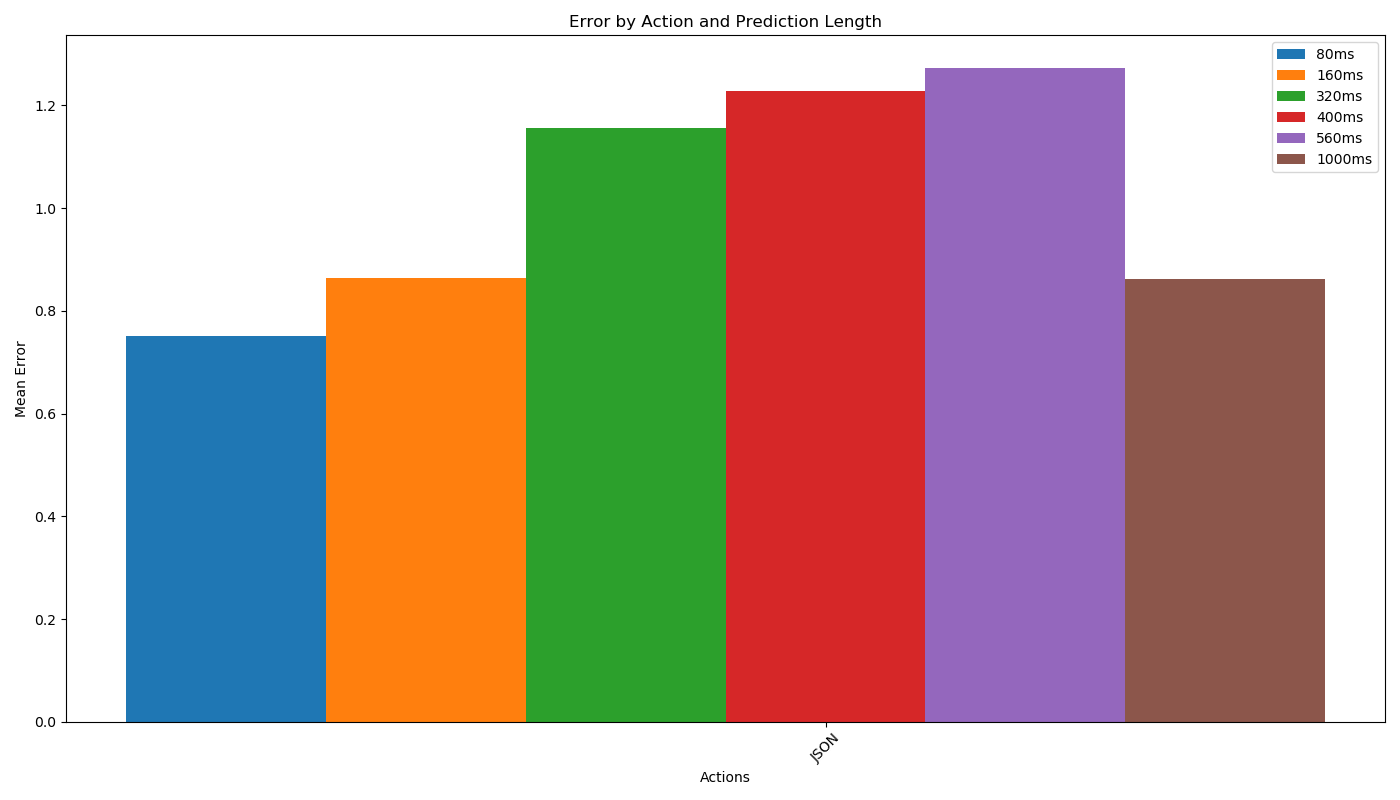 Error by Action and Prediction Length
80ms
160ms
320ms
400ms
560ms
1000ms
Mean Error
1.2
1.0
0.8
0.6
0.4
0.2
0.0
JSON
Actions